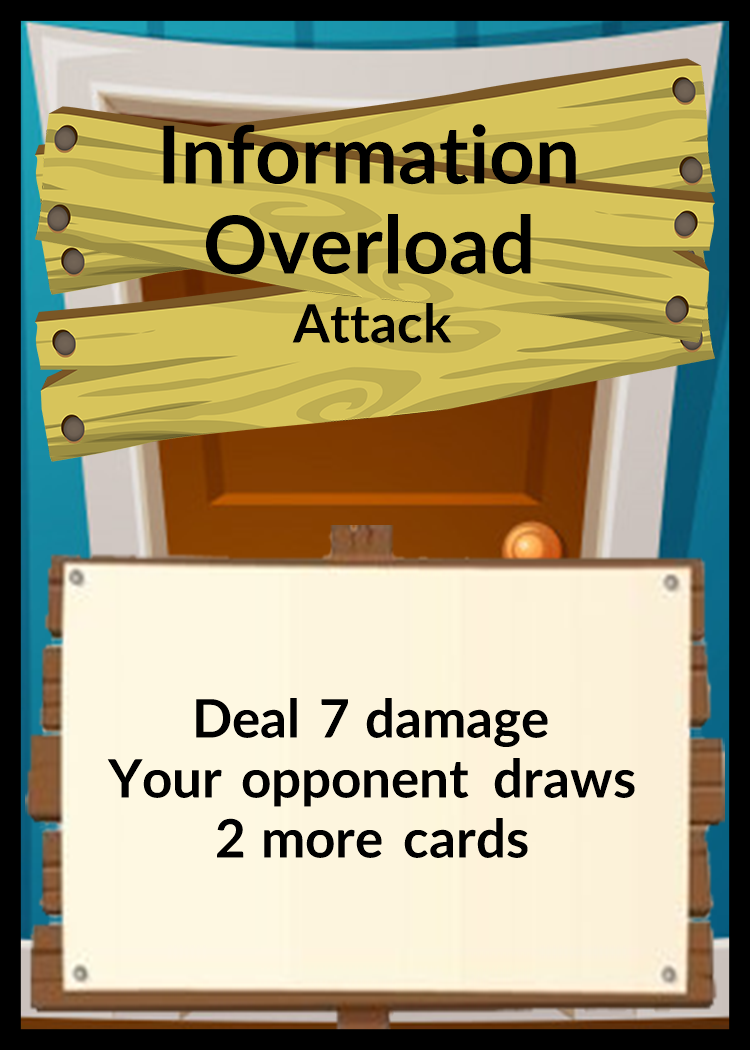 Information
Overload
Attack
Deal 7 damage
Your opponent draws
2 more cards